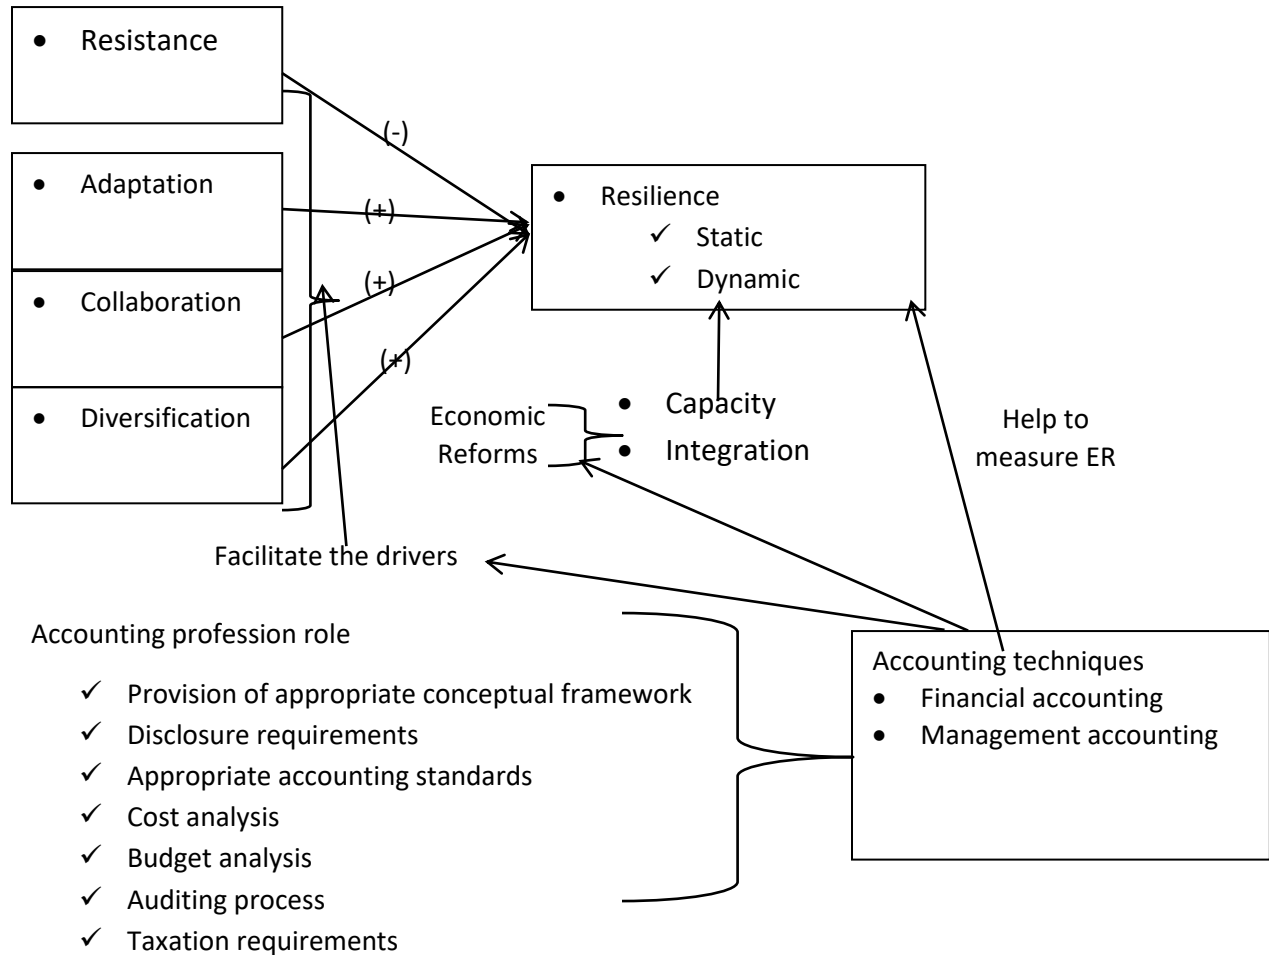 • Resistance
(-)
• Adaptation
(+)
• Collaboration
(+)
• Diversification
(+)
• Resilience
✓ Static
✓ Dynamic
Economic
Reforms
• Capacity
• Integration
Help to
measure ER
Facilitate the drivers
Accounting profession role
✓ Provision of appropriate conceptual framework
✓ Disclosure requirements
✓ Appropriate accounting standards
✓ Cost analysis
✓ Budget analysis
✓ Auditing process
✓ Taxation requirements
Accounting techniques
• Financial accounting
• Management accounting